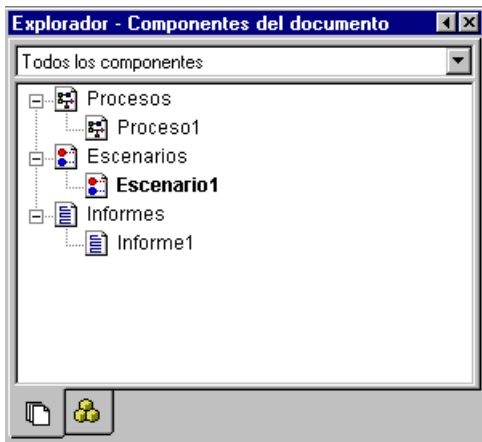 Explorador - Componentes del documento
Todos los componentes
Procesos
Proceso1
Escenarios
Escenario1
Informes
Informe1